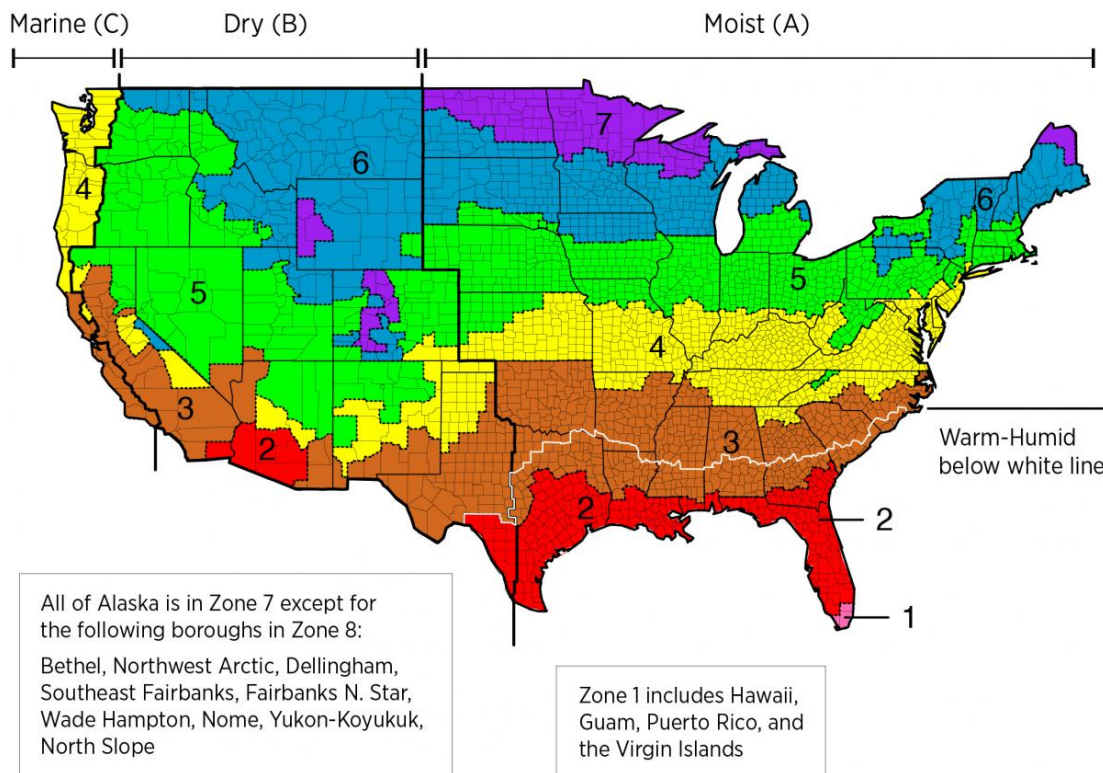 Marine (C) Dry (B) Moist (A)
7
6
4
6
5
5
4
3
3
2
Warm-Humid
below white line
2
2
1
All of Alaska is in Zone 7 except for
the following boroughs in Zone 8:
Bethel, Northwest Arctic, Dellingham,
Southeast Fairbanks, Fairbanks N. Star,
Wade Hampton, Nome, Yukon-Koyukuk,
North Slope
Zone 1 includes Hawaii,
Guam, Puerto Rico, and
the Virgin Islands